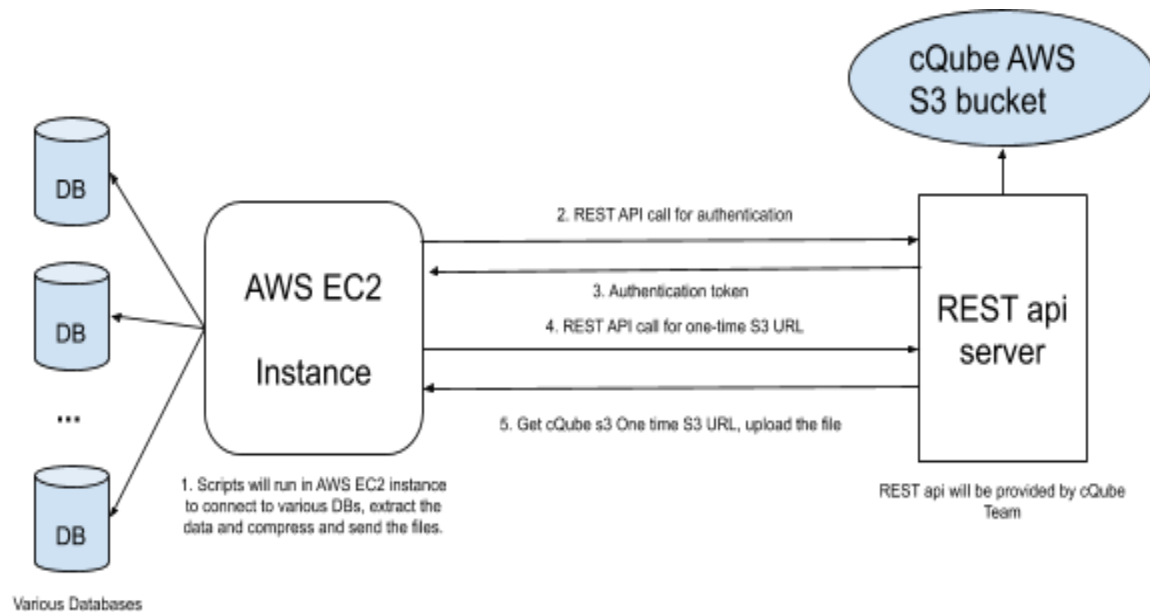 cQube AWS
S3 bucket
DB
DB
...
DB
Various Databases
AWS EC2
Instance
1. Scripts will run in AWS EC2 instance
to connect to various DBs, extract the
data and compress and send the files.
2. REST API call for authentication
3. Authentication token
4. REST API call for one-time S3 URL
5. Get cQube s3 One time S3 URL, upload the file
REST api
server
REST api will be provided by cQube
Team